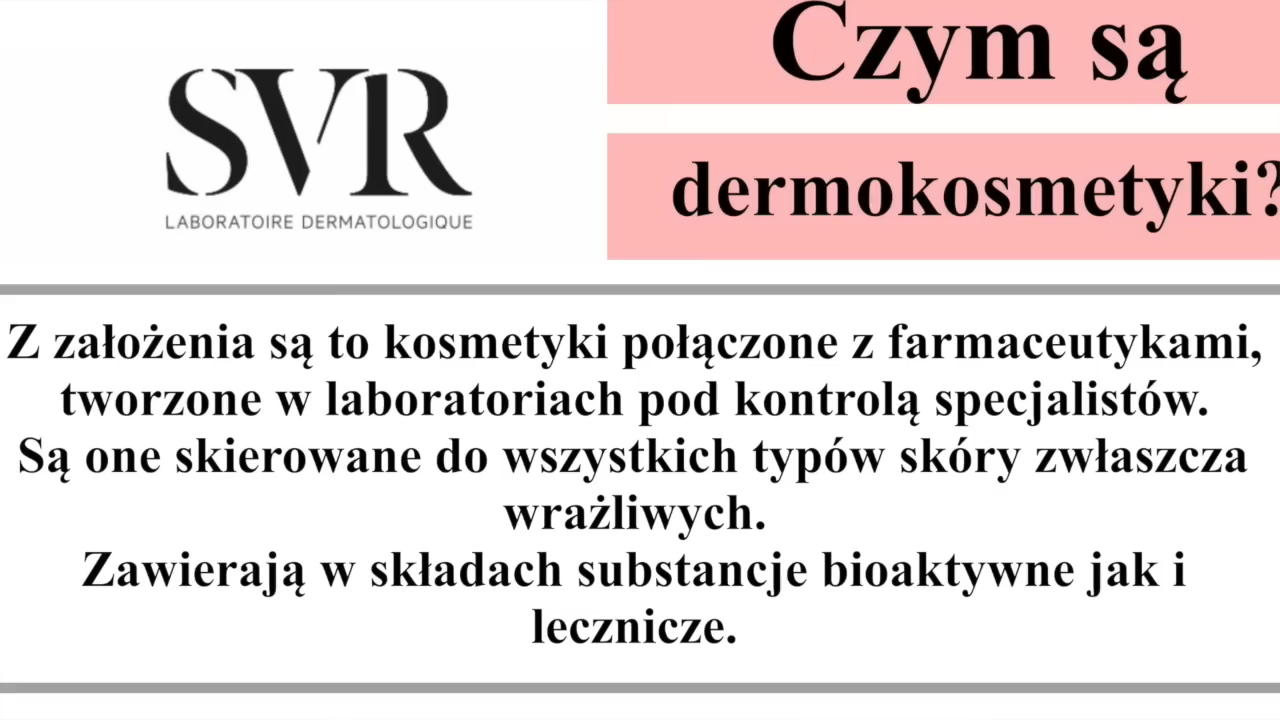 SVR
LABORATOIRE DERMATOLOGIQUE
Czym są
dermokosmetyki?
Z założenia są to kosmetyki połączone z farmaceutykami,
tworzone w laboratoriach pod kontrolą specjalistów.
Są one skierowane do wszystkich typów skóry zwłaszcza
wrażliwych.
Zawierają w składach substancje bioaktywne jak i
lecznicze.